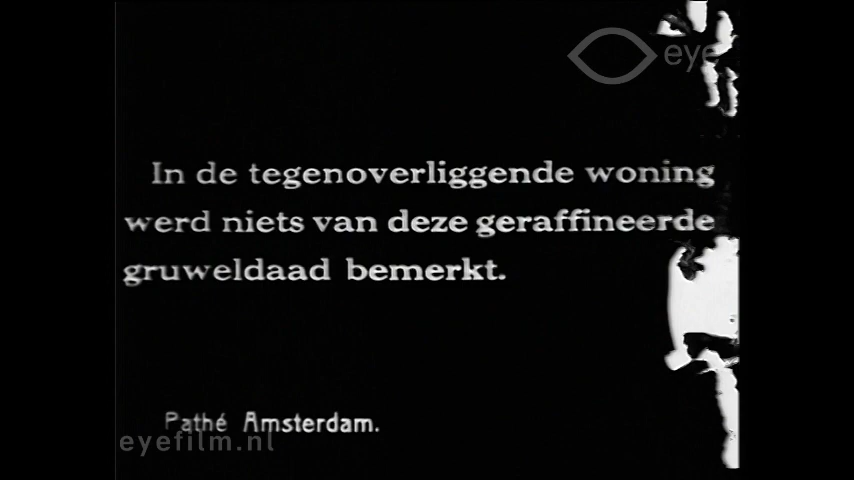 eye
In de tegenoverliggende woning
werd niets van deze geraffineerde
gruweldaad bemerkt.
Pathé Amsterdam.
eyefilm.nl